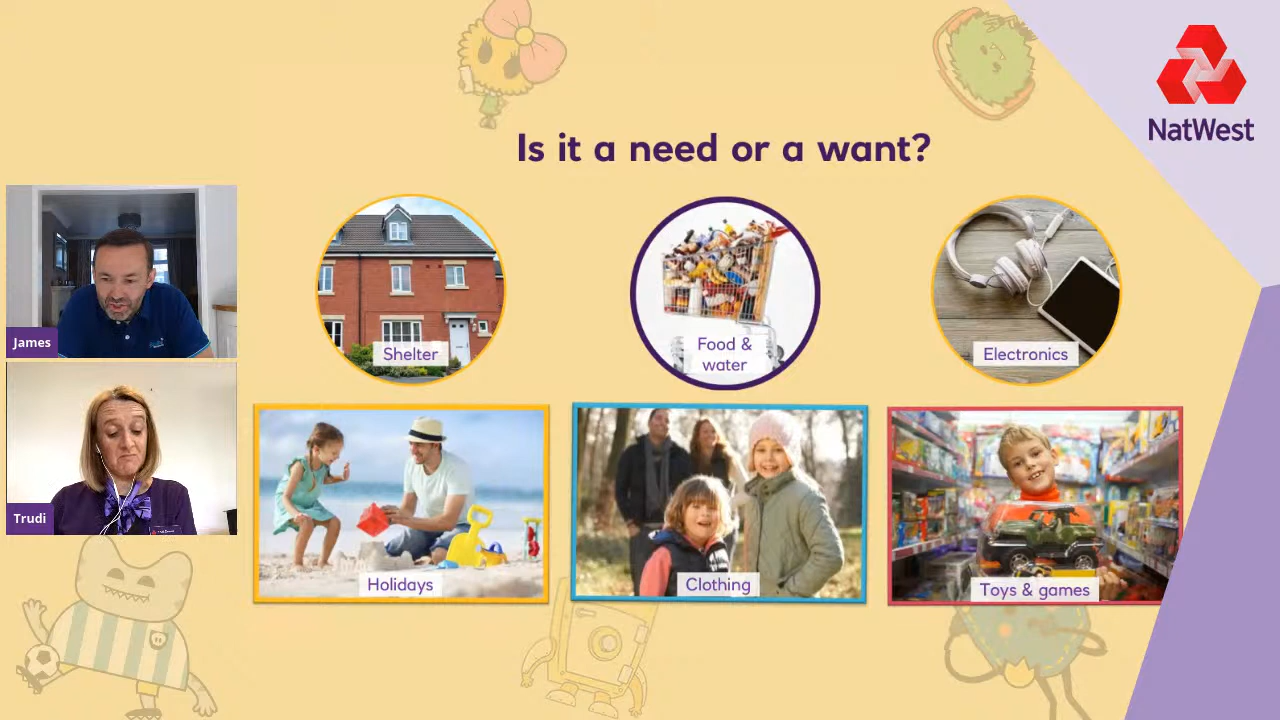 NatWest
Is it a need or a want?
James
Trudi
Shelter
Food &
water
Electronics
Holidays
Clothing
Toys & games